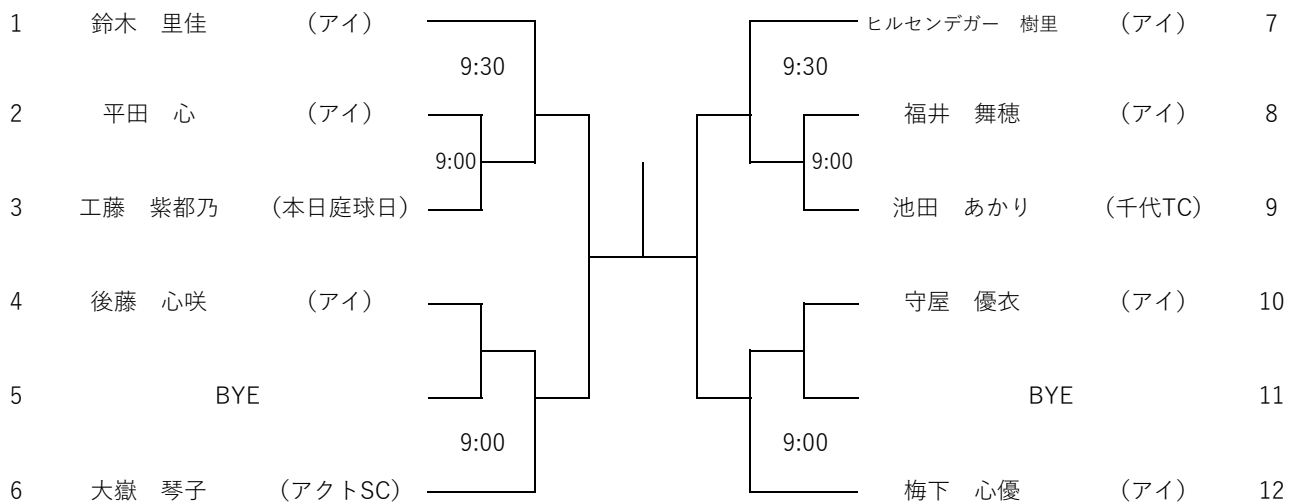 1 鈴木 里佳 (アイ)
9:30
2 平田 心 (アイ)
9:00
3 工藤 紫都乃 (本日庭球日)
4 後藤 心咲 (アイ)
5 BYE
9:00
6 大嶽 琴子 (アクトSC)
ヒルセンデガー 樹里 (アイ) 7
9:30
福井 舞穂 (アイ) 8
9:00
池田 あかり (千代TC) 9
守屋 優衣 (アイ) 10
BYE 11
9:00
梅下 心優 (アイ) 12